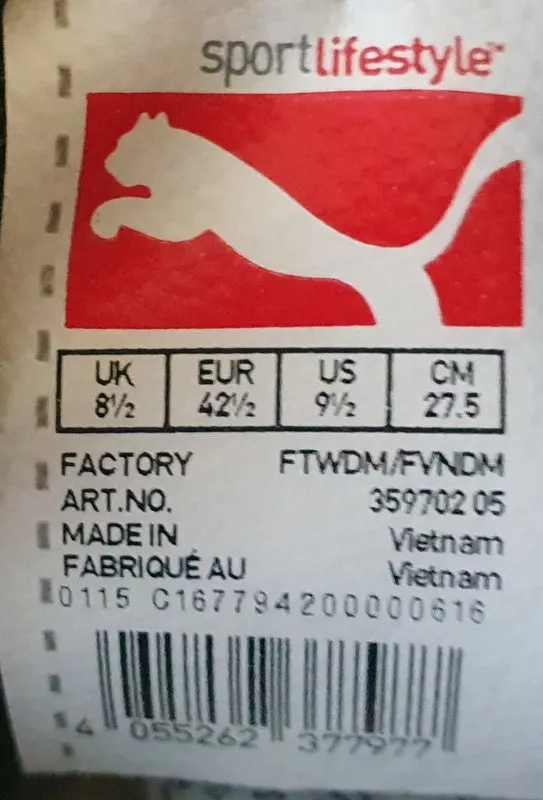 sportlifestyle™
UK EUR US CM
8½ 42½ 9½ 27.5
FACTORY FTWDM/FVNDM
ART.NO. 359702 05
MADE IN Vietnam
FABRIQUÉ AU Vietnam
0115 C167794200000616
4 055262 377977